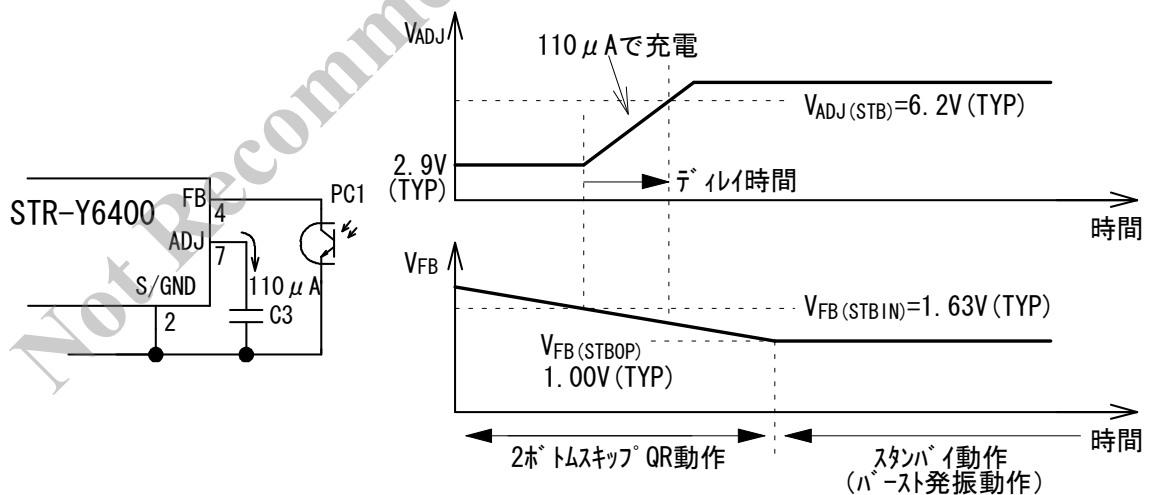 Not Recomm
VADJ
110μAで充電
VADJ(STB)=6.2V(TYP)
2.9V
(TYP)
ディレイ時間
時間
STR-Y6400
FB
4
PC1
ADJ
7
S/GND
110μA
2
C3
VFB
VFB(STBIN)=1.63V(TYP)
VFB(STBOP)
1.00V(TYP)
時間
2ボトムスキップQR動作
スタンバイ動作
(バースト発振動作)